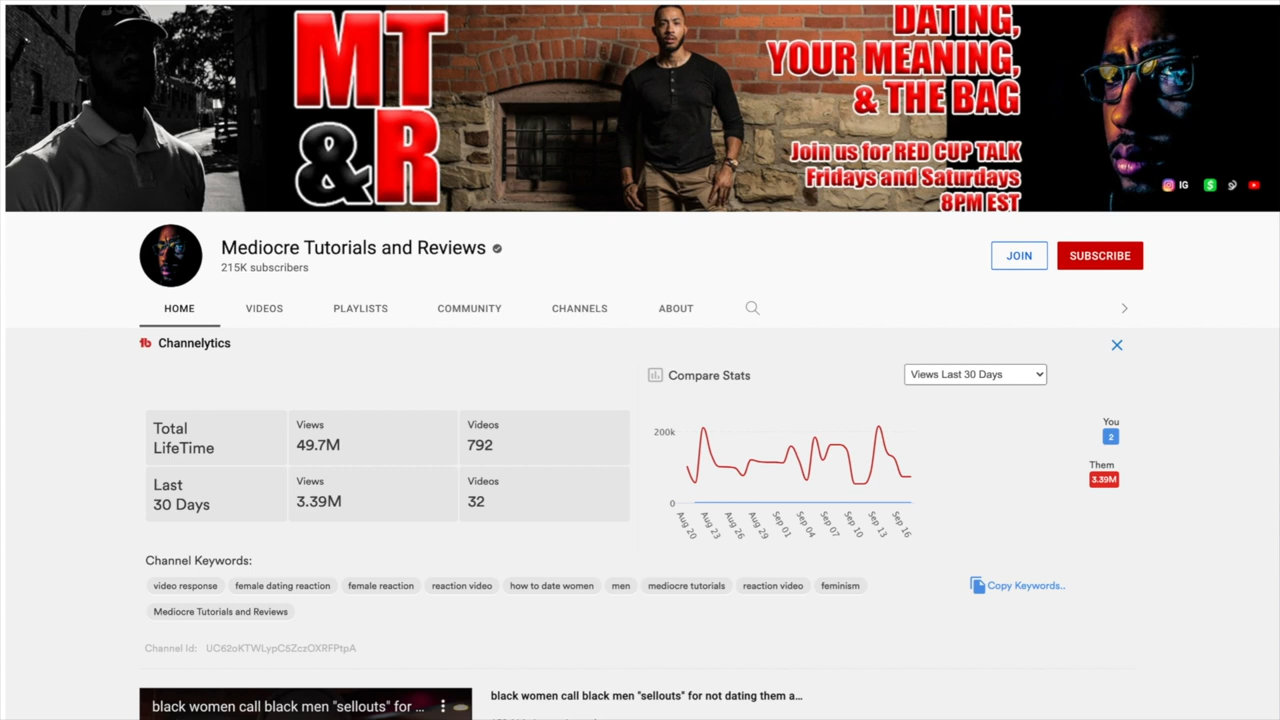 MT
&R
DATING,
YOUR MEANING,
& THE BAG
Join us for RED CUP TALK
Fridays and Saturdays
8PM EST
IG
Mediocre Tutorials and Reviews
215K subscribers
JOIN
SUBSCRIBE
HOME VIDEOS PLAYLISTS COMMUNITY CHANNELS ABOUT
tb Channelytics
Compare Stats
Views Last 30 Days
Total
LifeTime
Views
49.7M
Videos
792
Last
30 Days
Views
3.39M
Videos
32
200k
0
Aug 20 Aug 23 Aug 26 Aug 29 Sep 01 Sep 04 Sep 07 Sep 10 Sep 13 Sep 16
You
2
Them
3.39M
Channel Keywords:
video response female dating reaction female reaction reaction video how to date women men mediocre tutorials reaction video feminism
Mediocre Tutorials and Reviews
Copy Keywords..
Channel Id: UC62oKTWLypC5ZczOXRFPtpA
black women call black men "sellouts" for ...
black women call black men "sellouts" for not dating them a...